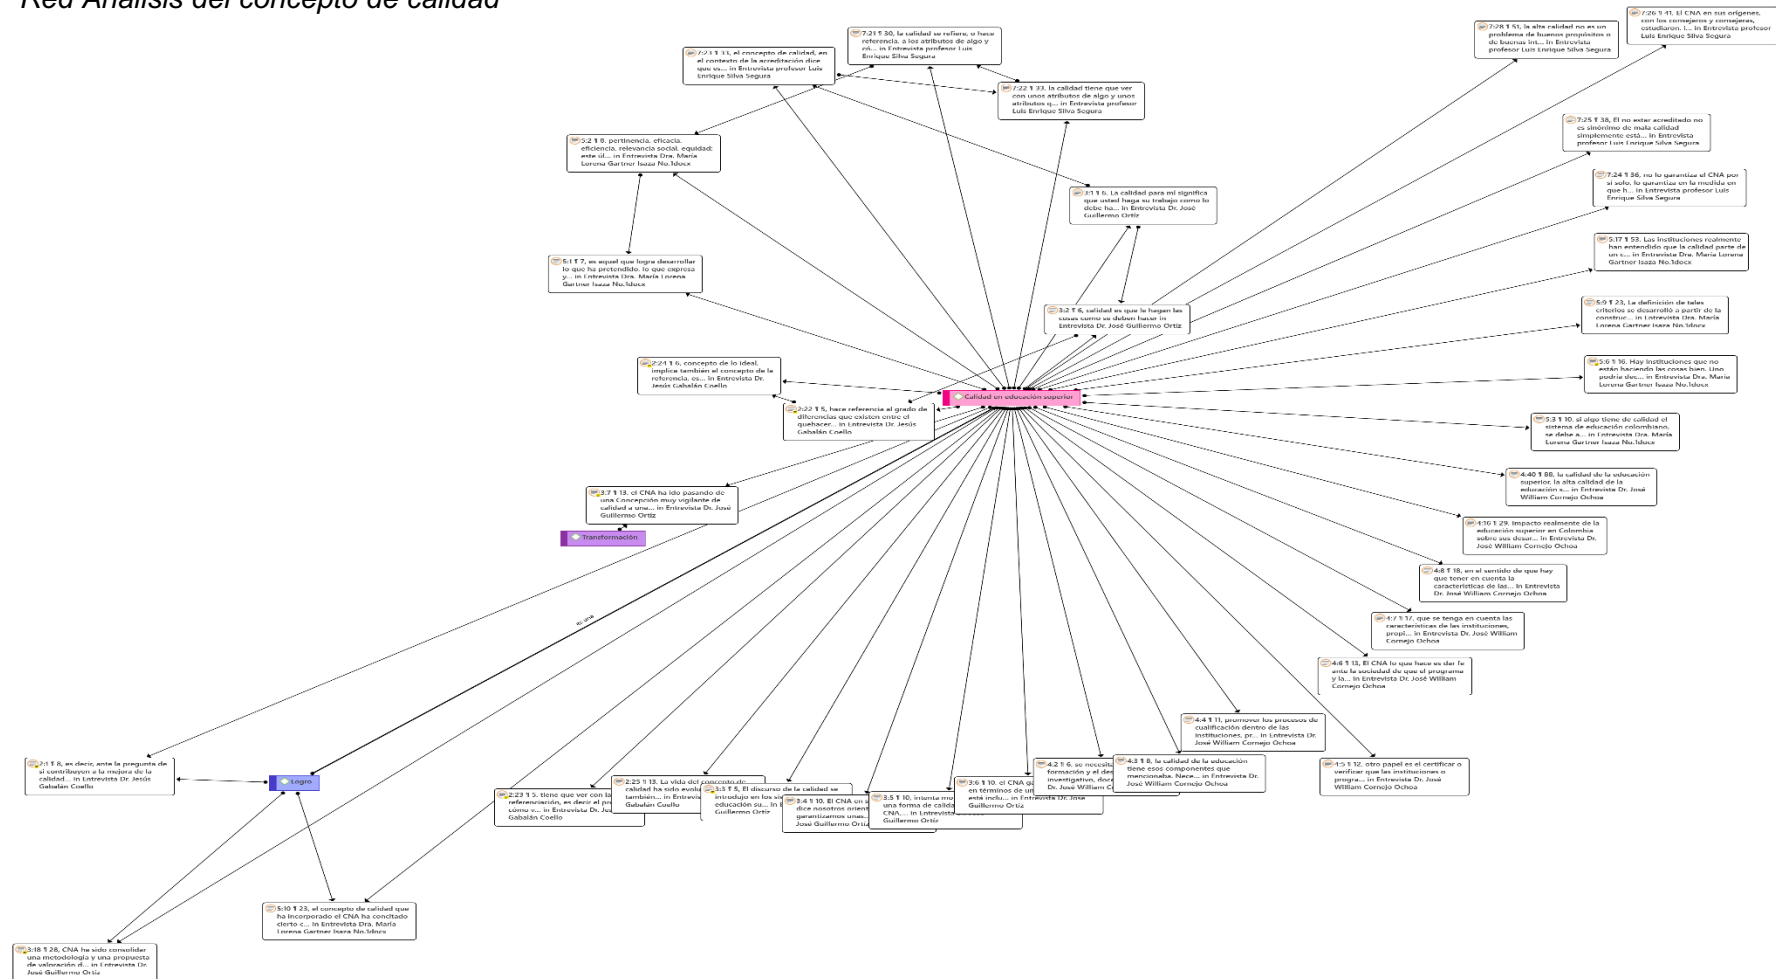 Red Análisis del concepto de calidad
7:26 ¶ 41, El CNA en sus orígenes,
con los consejeros y consejeras,
estudiaron, l... in Entrevista profesor
Luis Enrique Silva Segura
7:28 ¶ 51, la alta calidad no es un
problema de buenos propósitos o
de buenas int... in Entrevista
profesor Luis Enrique Silva Segura
7:21 ¶ 30, la calidad se refiere, o hace
referencia, a los atributos de algo y
có... in Entrevista profesor Luis
Enrique Silva Segura
7:23 ¶ 33, el concepto de calidad, en
el contexto de la acreditación dice
que es... in Entrevista profesor Luis
Enrique Silva Segura
7:22 ¶ 33, la calidad tiene que ver
con unos atributos de algo y unos
atributos q... in Entrevista profesor
Luis Enrique Silva Segura
7:25 ¶ 38, El no estar acreditado no
es sinónimo de mala calidad
simplemente está... in Entrevista
profesor Luis Enrique Silva Segura
5:2 ¶ 8, pertinencia, eficacia,
eficiencia, relevancia social, equidad;
este úl... in Entrevista Dra. María
Lorena Gartner Isaza No.1docx
7:24 ¶ 36, no lo garantiza el CNA por
si solo, lo garantiza en la medida en
que h... in Entrevista profesor Luis
Enrique Silva Segura
3:1 ¶ 6, La calidad para mí significa
que usted haga su trabajo como lo
debe ha... in Entrevista Dr. José
Guillermo Ortiz
5:17 ¶ 53, Las instituciones realmente
han entendido que la calidad parte de
un c... in Entrevista Dra. María Lorena
Gartner Isaza No.1docx
5:1 ¶ 7, es aquel que logra desarrollar
lo que ha pretendido, lo que expresa
y... in Entrevista Dra. María Lorena
Gartner Isaza No.1docx
5:9 ¶ 23, La definición de tales
criterios se desarrolló a partir de la
construc... in Entrevista Dra. María
Lorena Gartner Isaza No.1docx
3:2 ¶ 6, calidad es que le hagan las
cosas como se deben hacer in
Entrevista Dr. José Guillermo Ortiz
2:24 ¶ 6, concepto de lo ideal,
implica también el concepto de la
referencia, es... in Entrevista Dr.
Jesús Gabalán Coello
5:6 ¶ 16, Hay instituciones que no
están haciendo las cosas bien. Uno
podría dec... in Entrevista Dra. María
Lorena Gartner Isaza No.1docx
Calidad en educación superior
2:22 ¶ 5, hace referencia al grado de
diferencias que existen entre el
quehacer... in Entrevista Dr. Jesús
Gabalán Coello
5:3 ¶ 10, si algo tiene de calidad el
sistema de educación colombiano,
se debe a... in Entrevista Dra. María
Lorena Gartner Isaza No.1docx
4:40 ¶ 88, la calidad de la educación
superior, la alta calidad de la
educación s... in Entrevista Dr. José
William Cornejo Ochoa
3:7 ¶ 13, el CNA ha ido pasando de
una Concepción muy vigilante de
calidad a una... in Entrevista Dr. José
Guillermo Ortiz
Transformación
4:16 ¶ 29, Impacto realmente de la
educación superior en Colombia
sobre sus desar... in Entrevista Dr.
José William Cornejo Ochoa
4:8 ¶ 18, en el sentido de que hay
que tener en cuenta la
características de las... in Entrevista
Dr. José William Cornejo Ochoa
4:7 ¶ 17, que se tenga en cuenta las
características de las instituciones,
propi... in Entrevista Dr. José William
Cornejo Ochoa
4:6 ¶ 13, El CNA lo que hace es dar fe
ante la sociedad de que el programa
y la... in Entrevista Dr. José William
Cornejo Ochoa
4:4 ¶ 11, promover los procesos de
cualificación dentro de las
instituciones, pr... in Entrevista Dr.
José William Cornejo Ochoa
4:5 ¶ 12, otro papel es el certificar o
verificar que las instituciones o
progra... in Entrevista Dr. José
William Cornejo Ochoa
4:3 ¶ 8, la calidad de la educación
tiene esos componentes que
mencionaba. Nece... in Entrevista Dr.
José William Cornejo Ochoa
4:2 ¶ 6, se necesita
formación y el des
investigativo, doce
William Cornejo Ochoa
3:6 ¶ 10, el CNA ga
en términos de un
está inclu... in Entrevista Dr. José
Guillermo Ortiz
3:5 ¶ 10, intenta mo
una forma de calida
CNA,... in Entrevis
Guillermo Ortiz
3:4 ¶ 10, El CNA en s
dice nosotros orient
garantizamos unas...
José Guillermo Ortiz
3:3 ¶ 5, El discurso de la calidad se
introdujo en los sis
educación su...
Guillermo Ortiz
2:25 ¶ 13, La vida del concepto de
calidad ha sido evolu
también... in Entrevis
Gabalán Coello
2:23 ¶ 5, tiene que ver con la
referenciación, es decir el pr
cómo v... in Entrevista Dr. Jes
Gabalán Coello
es una
2:1 ¶ 8, es decir, ante la pregunta de
si contribuyen a la mejora de la
calidad... in Entrevista Dr. Jesús
Gabalán Coello
Logro
5:10 ¶ 23, el concepto de calidad que
ha incorporado el CNA ha concitado
cierto c... in Entrevista Dra. María
Lorena Gartner Isaza No.1docx
3:18 ¶ 28, CNA ha sido consolidar
una metodología y una propuesta
de valoración d... in Entrevista Dr.
José Guillermo Ortiz